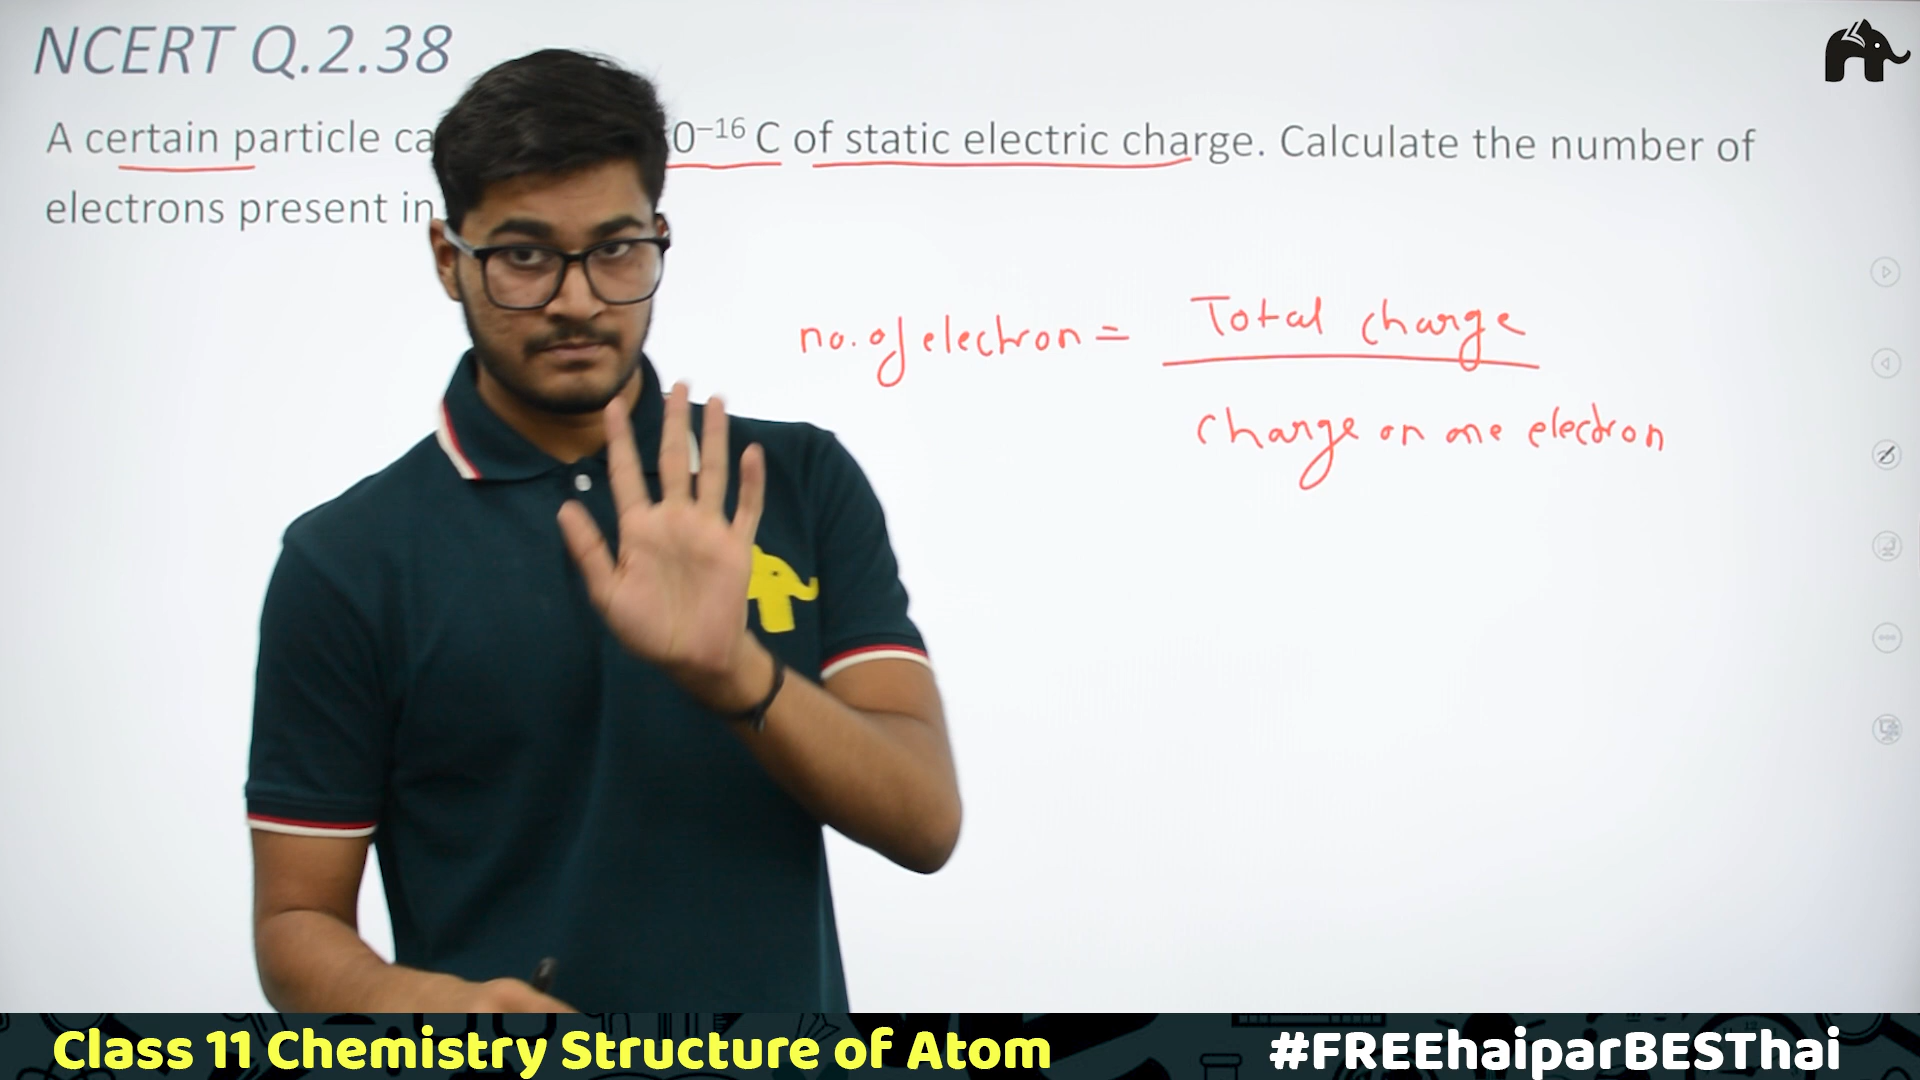 NCERT Q.2.38
A certain particle ca 0⁻¹⁶ C of static electric charge. Calculate the number of
electrons present in
no. of electron = Total charge
charge on one electron
Class 11 Chemistry Structure of Atom
#FREEhaiparBESThai